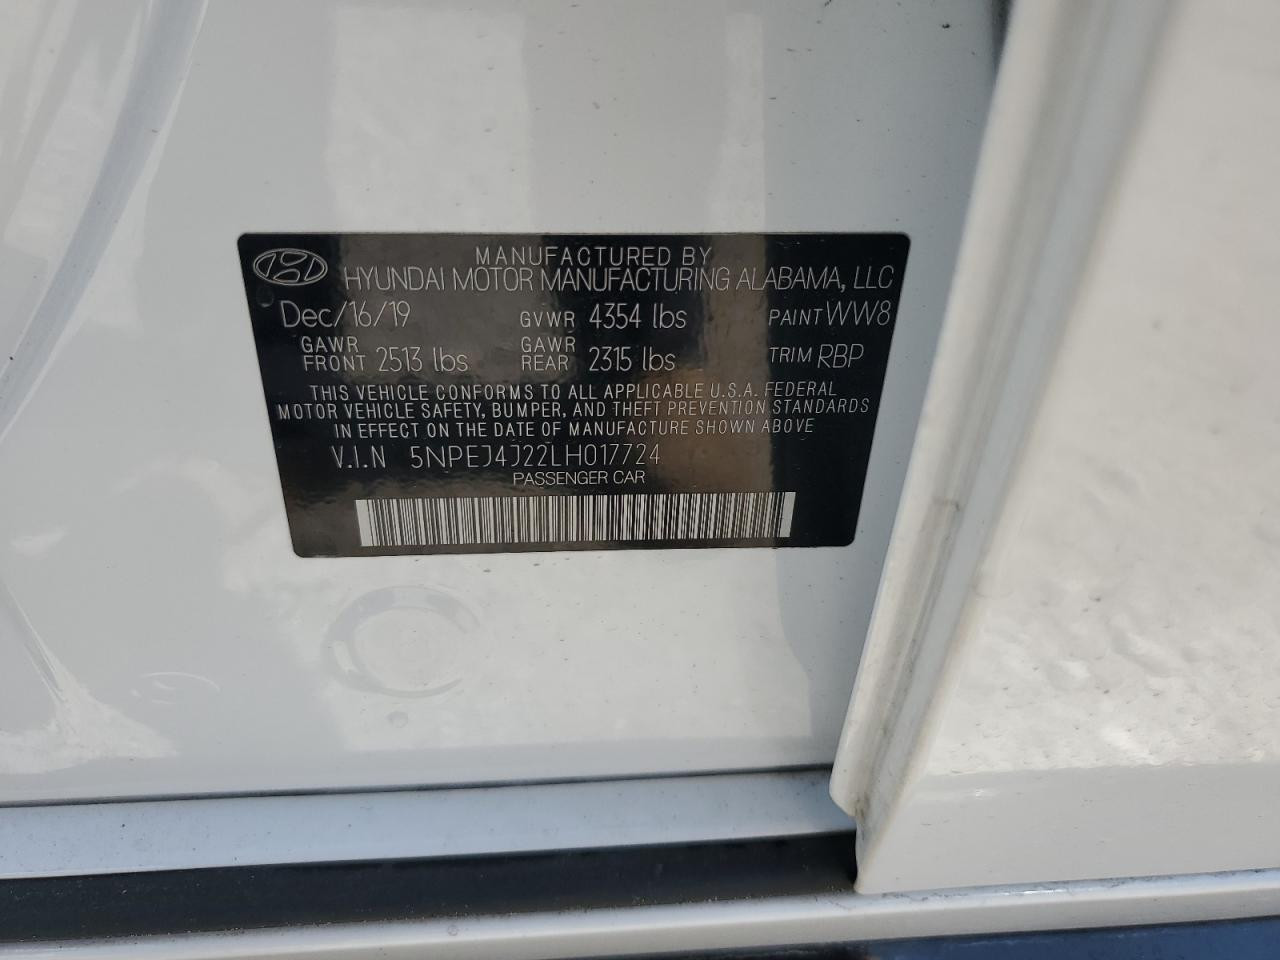 MANUFACTURED BY
HYUNDAI MOTOR MANUFACTURING ALABAMA, LLC
Dec/16/19 GVWR 4354 lbs PAINT WW8
GAWR FRONT 2513 lbs GAWR REAR 2315 lbs TRIM RBP
THIS VEHICLE CONFORMS TO ALL APPLICABLE U.S.A. FEDERAL
MOTOR VEHICLE SAFETY, BUMPER, AND THEFT PREVENTION STANDARDS
IN EFFECT ON THE DATE OF MANUFACTURE SHOWN ABOVE
V.I.N 5NPEJ4J22LH017724
PASSENGER CAR